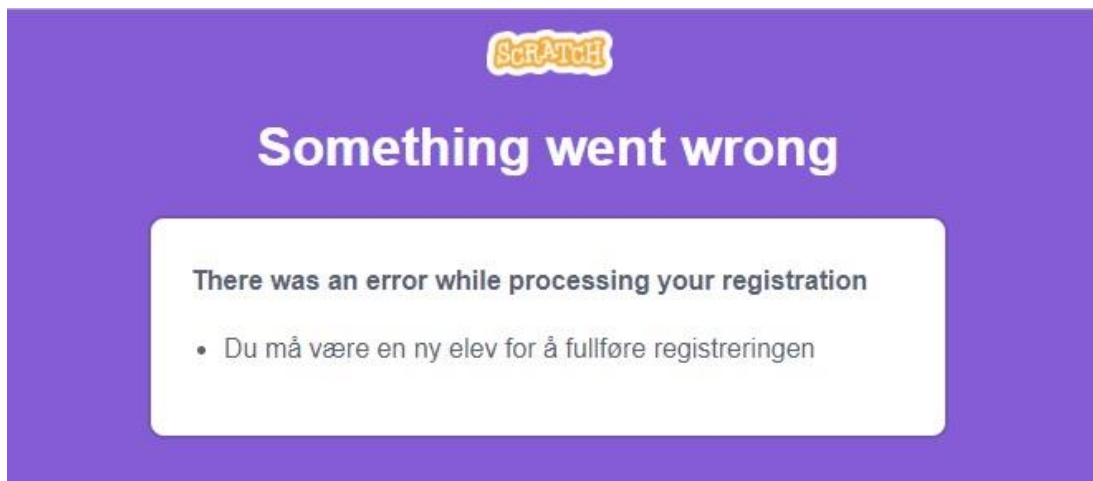 SCRATCH
Something went wrong
There was an error while processing your registration
• Du må være en ny elev for å fullføre registreringen